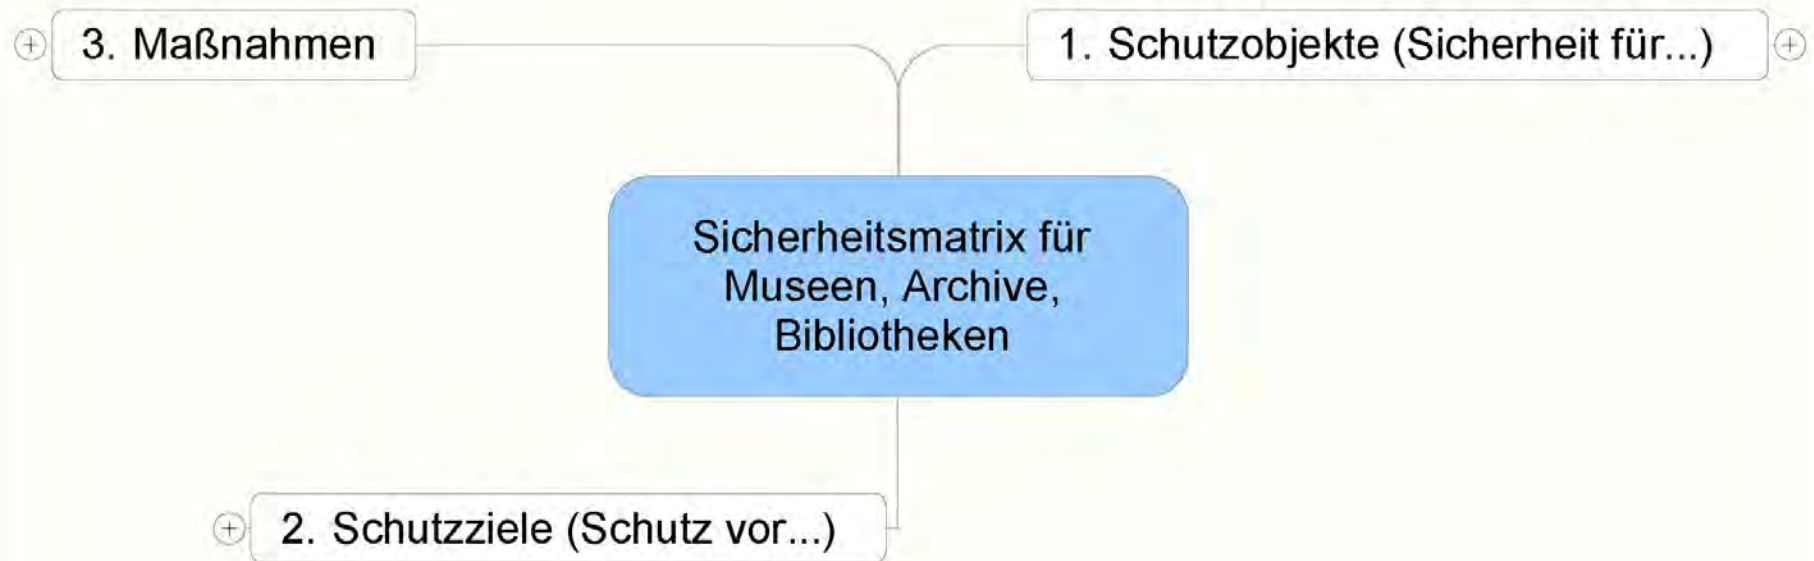 3. Maßnahmen
1. Schutzobjekte (Sicherheit für...)
Sicherheitsmatrix für
Museen, Archive,
Bibliotheken
2. Schutzziele (Schutz vor...)